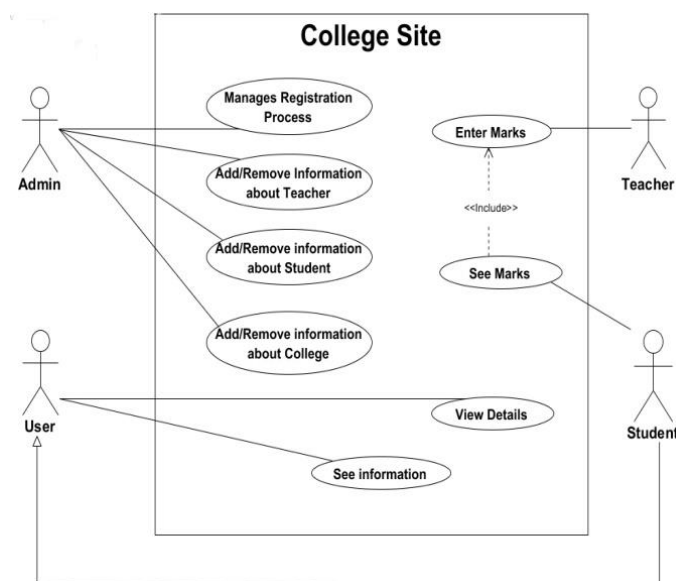 College Site
Manages Registration
Process
Enter Marks
Admin
Teacher
Add/Remove Information
about Teacher
<<Include>>
Add/Remove information
about Student
See Marks
Add/Remove information
about College
User
View Details
Student
See information